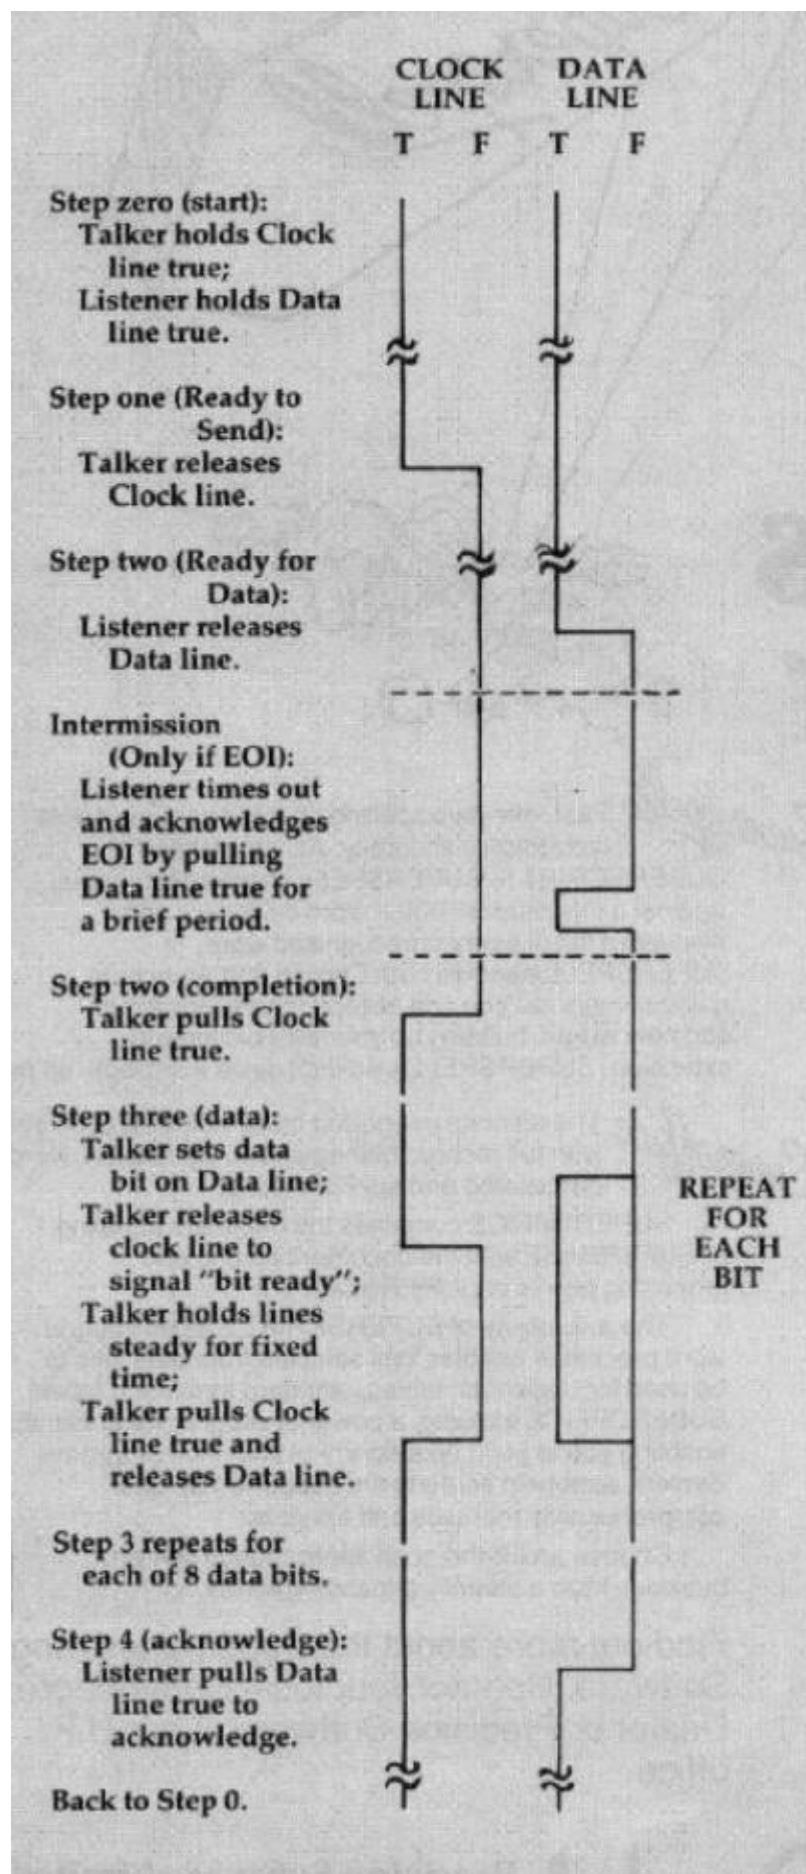 CLOCK LINE
DATA LINE
T F T F
Step zero (start):
Talker holds Clock
line true;
Listener holds Data
line true.
Step one (Ready to
Send):
Talker releases
Clock line.
Step two (Ready for
Data):
Listener releases
Data line.
Intermission
(Only if EOI):
Listener times out
and acknowledges
EOI by pulling
Data line true for
a brief period.
Step two (completion):
Talker pulls Clock
line true.
Step three (data):
Talker sets data
bit on Data line;
Talker releases
clock line to
signal "bit ready";
Talker holds lines
steady for fixed
time;
Talker pulls Clock
line true and
releases Data line.
REPEAT
FOR
EACH
BIT
Step 3 repeats for
each of 8 data bits.
Step 4 (acknowledge):
Listener pulls Data
line true to
acknowledge.
Back to Step 0.